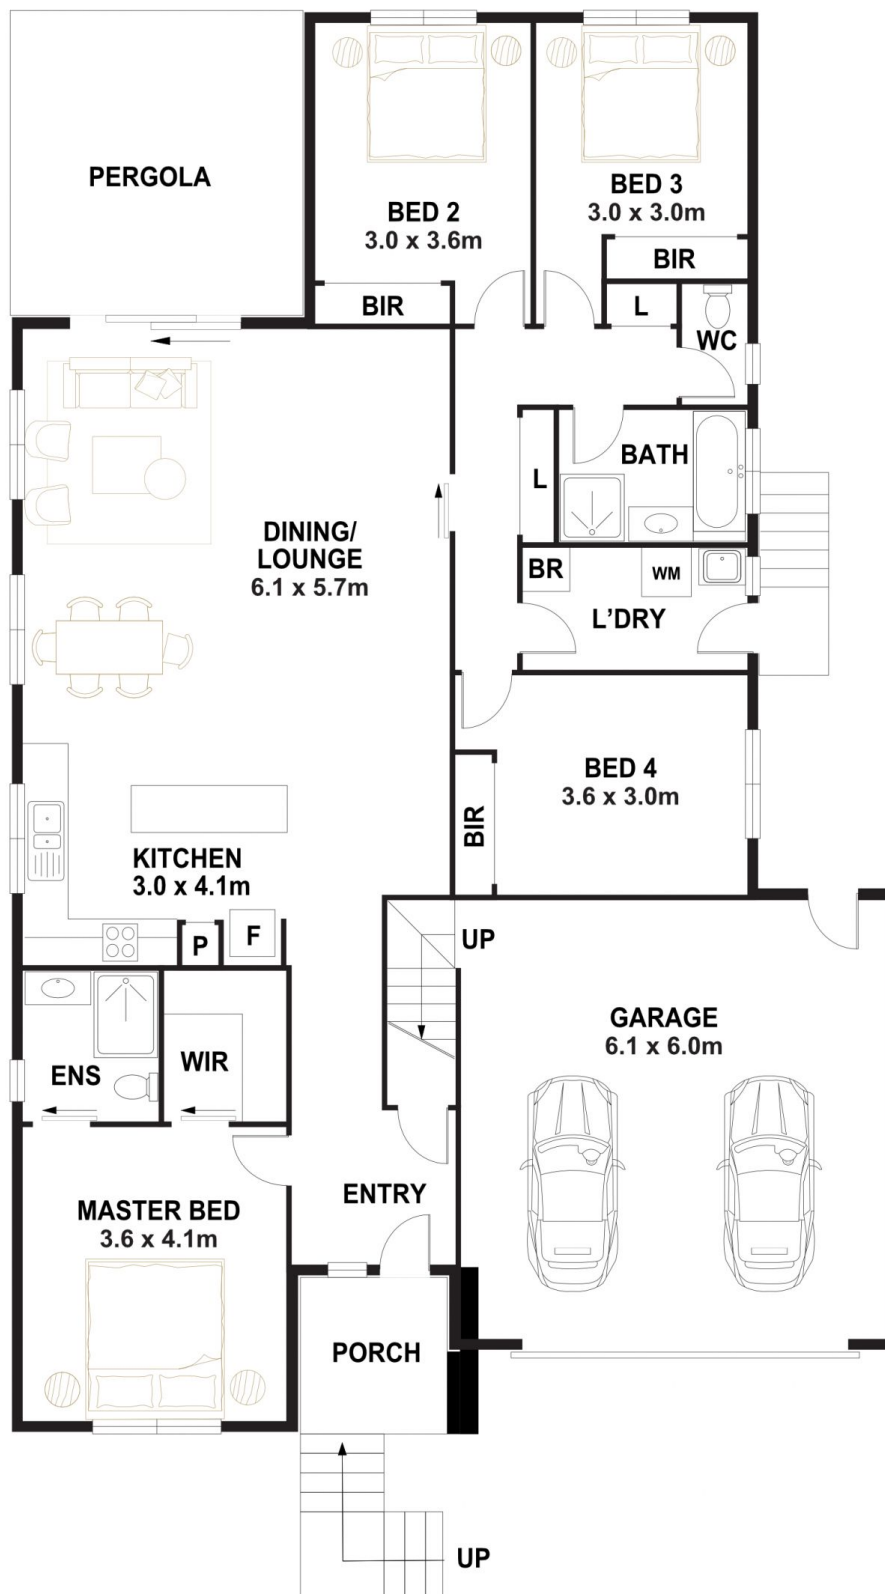 PERGOLA
BED 2
3.0 x 3.6m
BIR
BED 3
3.0 x 3.0m
BIR
L
WC
BATH
L
DINING/
LOUNGE
6.1 x 5.7m
BR
WM
L'DRY
BED 4
3.6 x 3.0m
BIR
KITCHEN
3.0 x 4.1m
P
F
UP
GARAGE
6.1 x 6.0m
ENS
WIR
ENTRY
MASTER BED
3.6 x 4.1m
PORCH
UP